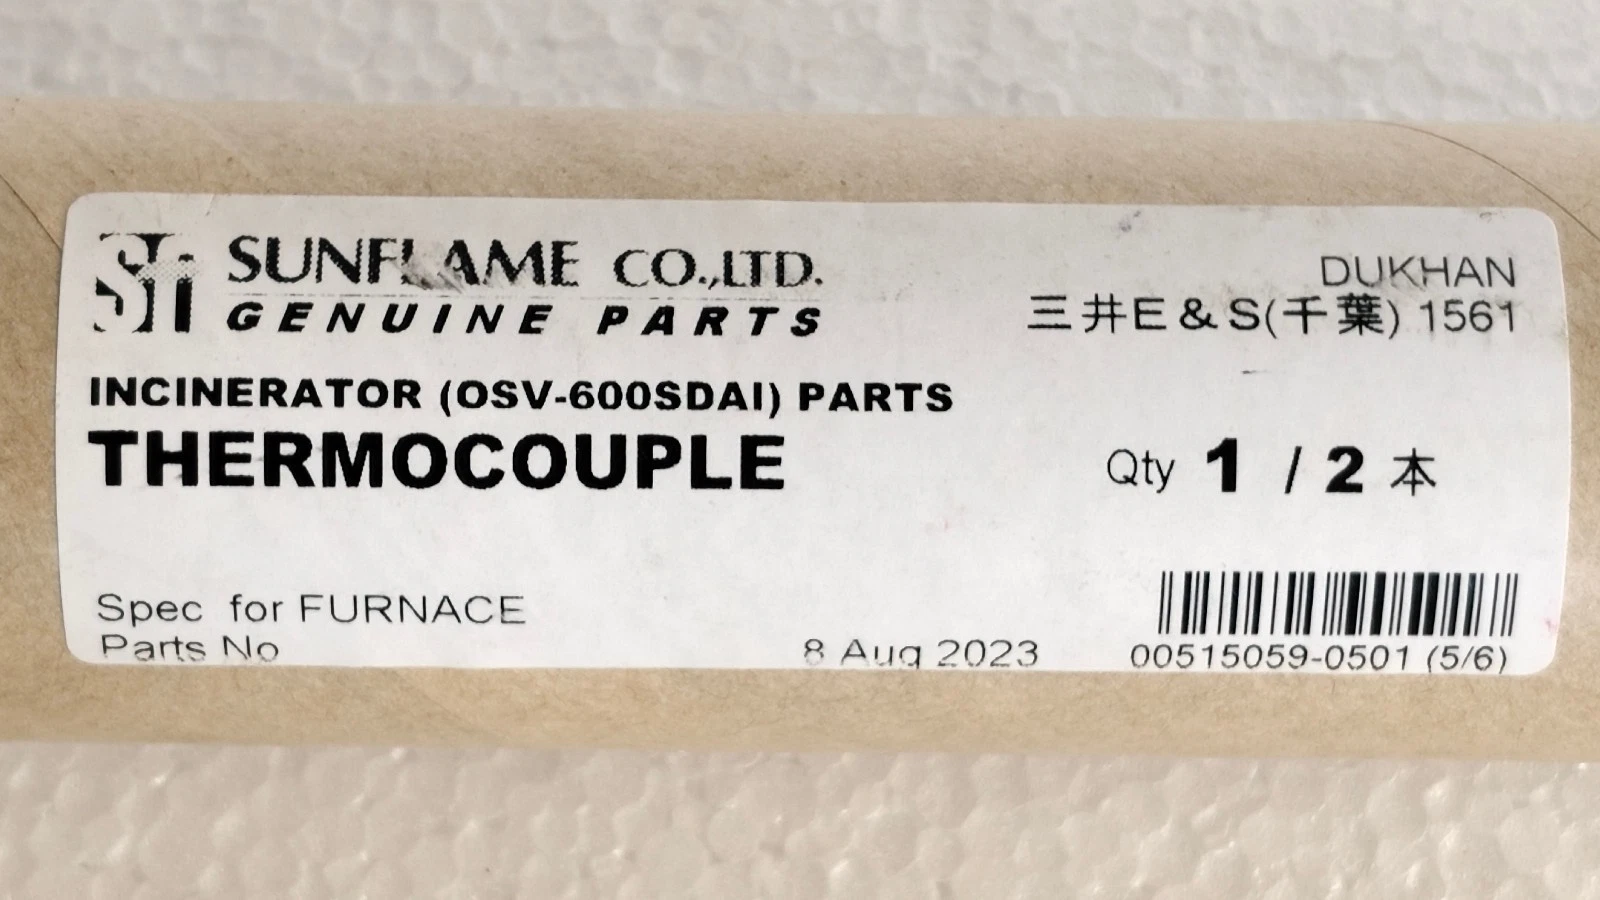 SUNFLAME CO.,LTD.
GENUINE PARTS
DUKHAN
三井E&S(千葉) 1561
INCINERATOR (OSV-600SDAI) PARTS
THERMOCOUPLE
Qty 1 / 2 本
Spec for FURNACE
Parts No
8 Aug 2023
00515059-0501 (5/6)